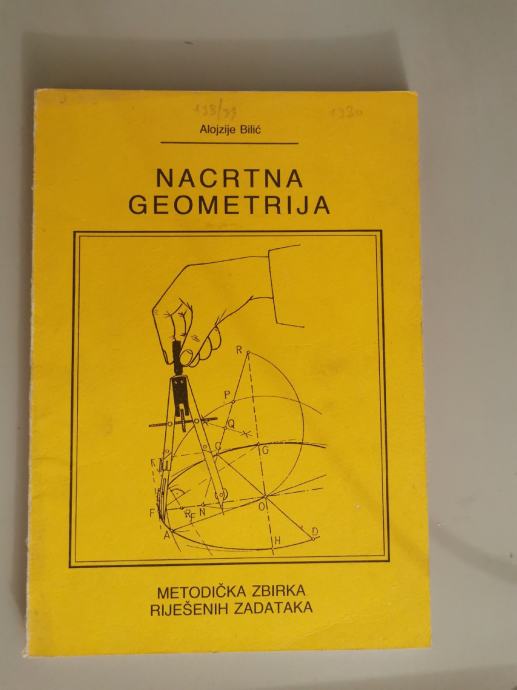 Alojzije Bilić
NACRTNA
GEOMETRIJA
R
P
Q
G
C
F
R
N
O
A
H
D
METODIČKA ZBIRKA
RIJEŠENIH ZADATAKA